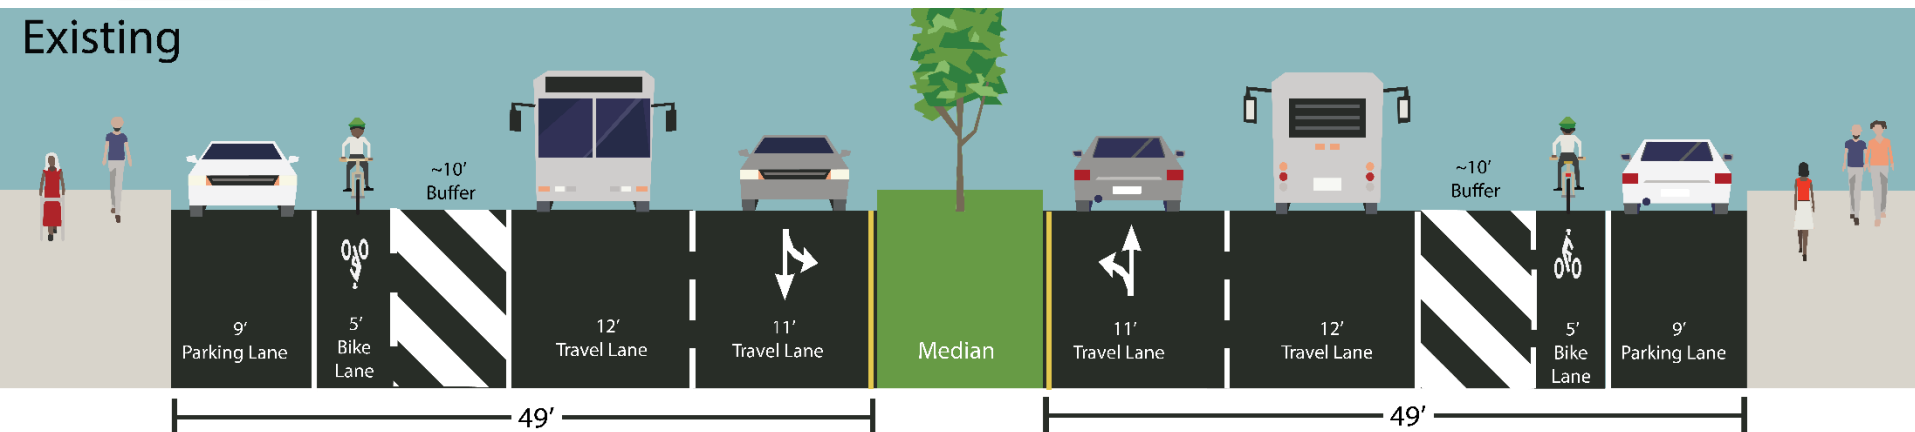 Existing
~10’
Buffer
~10’
Buffer
9’
Parking Lane
5’
Bike
Lane
12’
Travel Lane
11’
Travel Lane
Median
11’
Travel Lane
12’
Travel Lane
5’
Bike
Lane
9’
Parking Lane
49’
49’